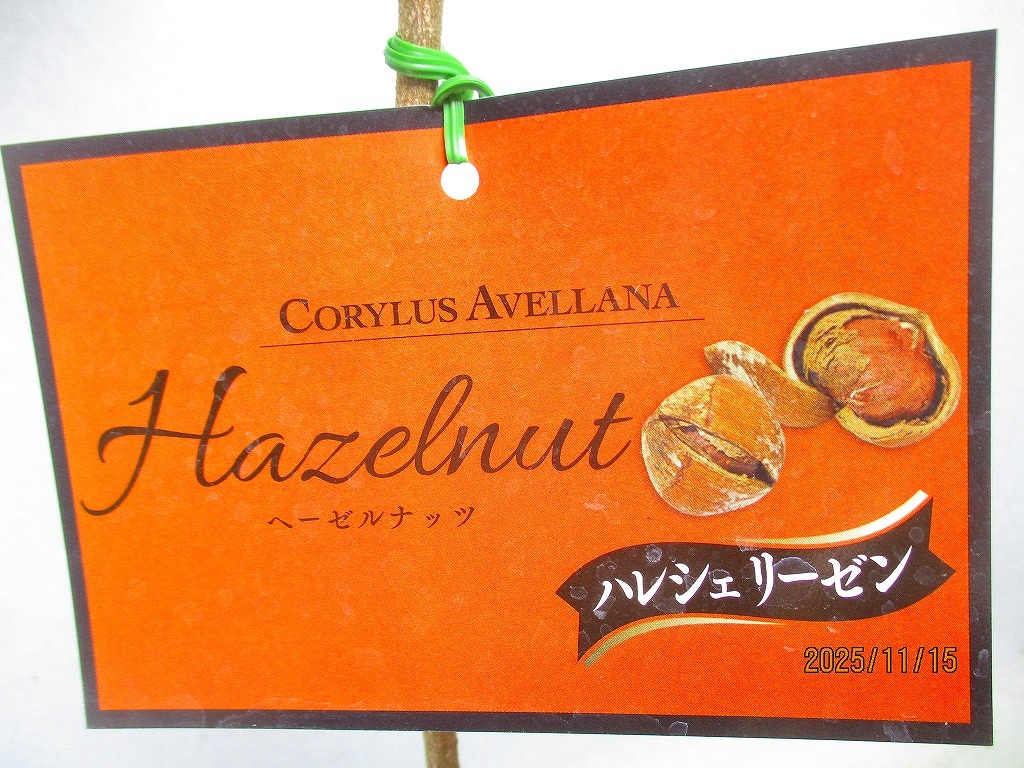 CORYLUS AVELLANA
Hazelnut
ヘーゼルナッツ
ハレシェリーゼン
2025/11/15